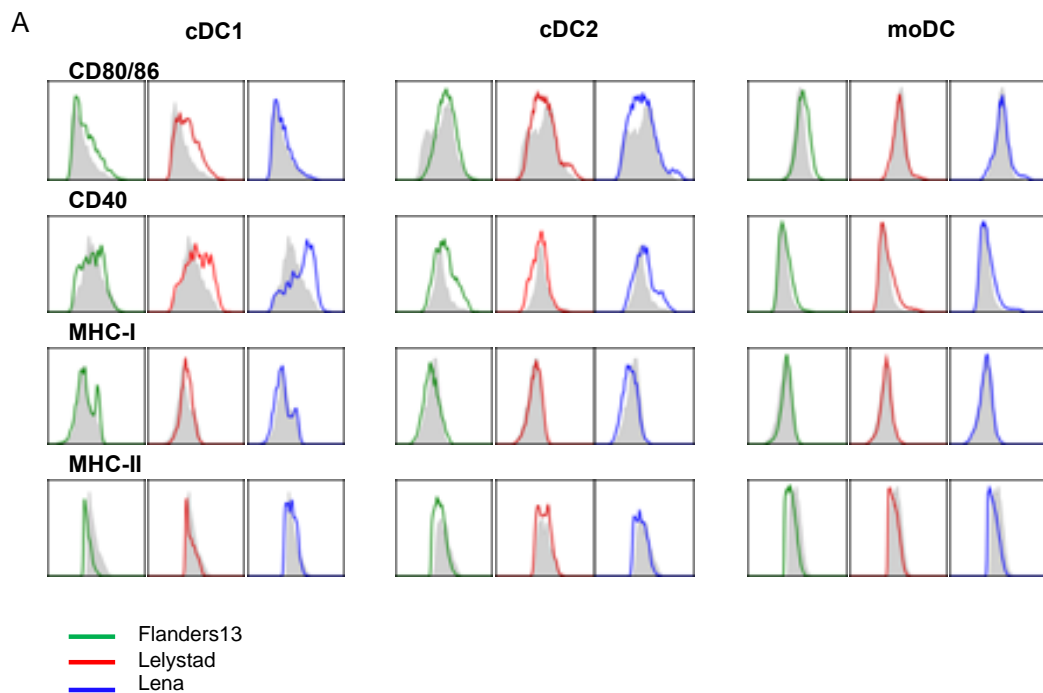 A
cDC1 cDC2 moDC
CD80/86
CD40
MHC-I
MHC-II
Flanders13
Lelystad
Lena